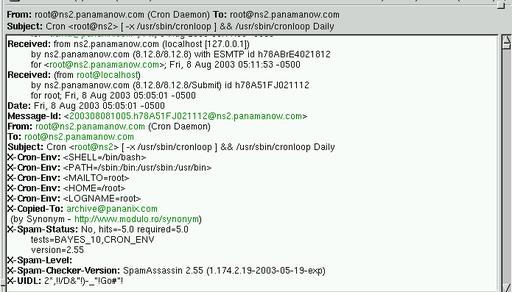 From: root@ns2.panamanow.com (Cron Daemon) To: root@ns2.panamanow.com
Subject: Cron <root@ns2> [ -x /usr/sbin/cronloop ] && /usr/sbin/cronloop Daily
Received: from ns2.panamanow.com (localhost [127.0.0.1])
by ns2.panamanow.com (8.12.8/8.12.8) with ESMTP id h78ABrE4021812
for <root@ns2.panamanow.com>; Fri, 8 Aug 2003 05:11:53 -0500
Received: (from root@localhost)
by ns2.panamanow.com (8.12.8/8.12.8/Submit) id h78A51FJ021112
for root; Fri, 8 Aug 2003 05:05:01 -0500
Date: Fri, 8 Aug 2003 05:05:01 -0500
Message-Id: <200308081005.h78A51FJ021112@ns2.panamanow.com>
From: root@ns2.panamanow.com (Cron Daemon)
To: root@ns2.panamanow.com
Subject: Cron <root@ns2> [ -x /usr/sbin/cronloop ] && /usr/sbin/cronloop Daily
X-Cron-Env: <SHELL=/bin/bash>
X-Cron-Env: <PATH=/sbin:/bin:/usr/sbin:/usr/bin>
X-Cron-Env: <MAILTO=root>
X-Cron-Env: <HOME=/root>
X-Cron-Env: <LOGNAME=root>
X-Copied-To: archive@pananix.com
(by Synonym - http://www.modulo.ro/synonym)
X-Spam-Status: No, hits=-5.0 required=5.0
tests=BAYES_10,CRON_ENV
version=2.55
X-Spam-Level:
X-Spam-Checker-Version: SpamAssassin 2.55 (1.174.2.19-2003-05-19-exp)
X-UIDL: